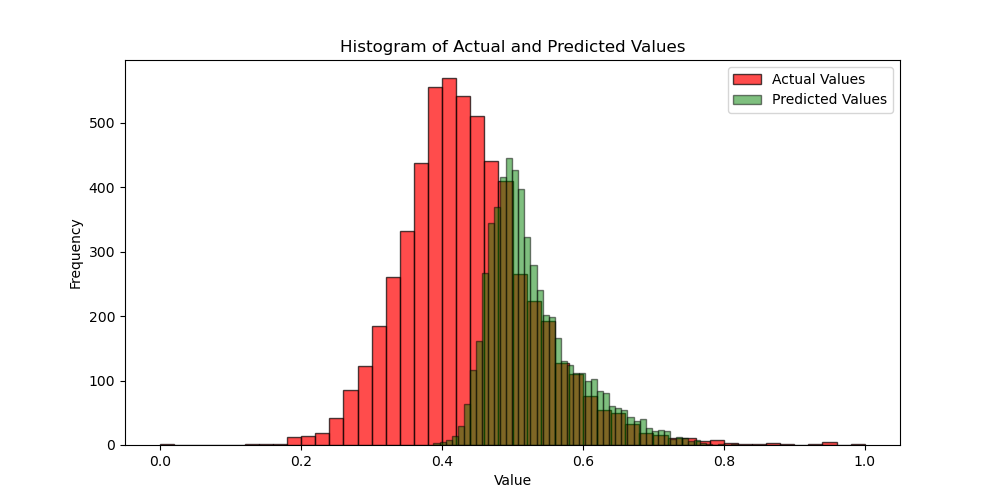 Histogram of Actual and Predicted Values
Actual Values
Predicted Values
Frequency
500
400
300
200
100
0
0.0 0.2 0.4 0.6 0.8 1.0
Value